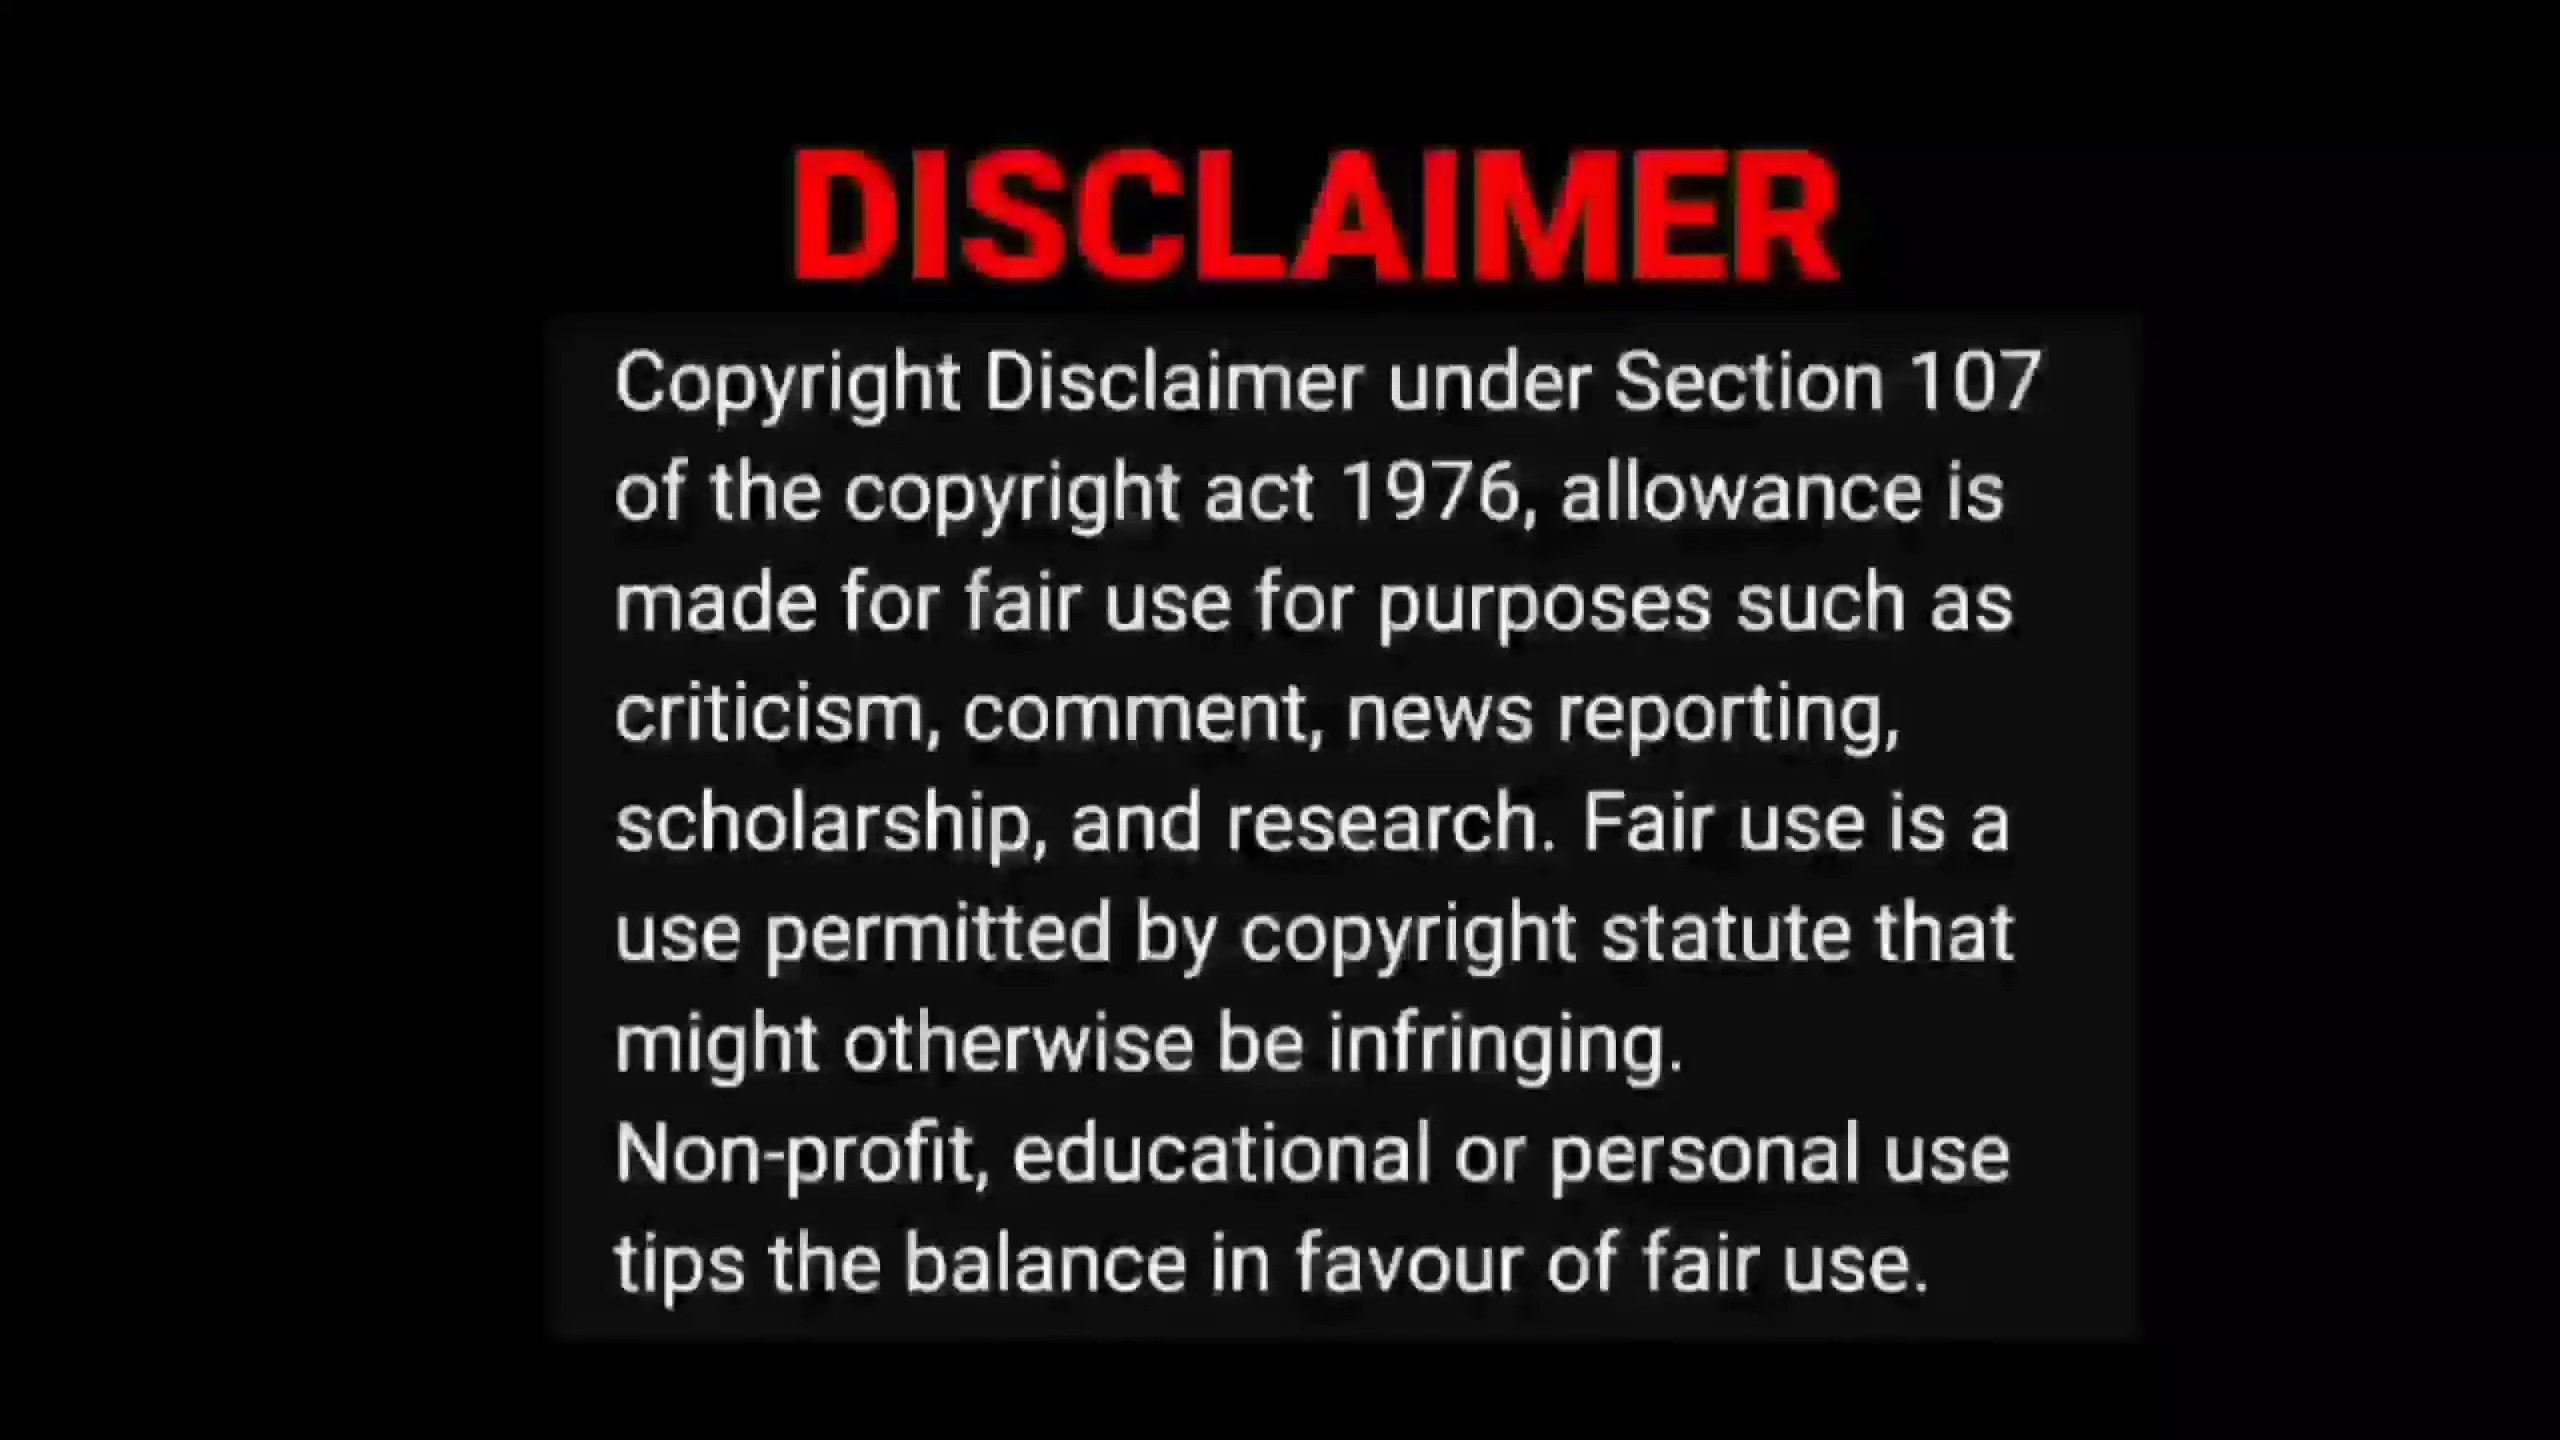 DISCLAIMER
Copyright Disclaimer under Section 107
of the copyright act 1976, allowance is
made for fair use for purposes such as
criticism, comment, news reporting,
scholarship, and research. Fair use is a
use permitted by copyright statute that
might otherwise be infringing.
Non-profit, educational or personal use
tips the balance in favour of fair use.